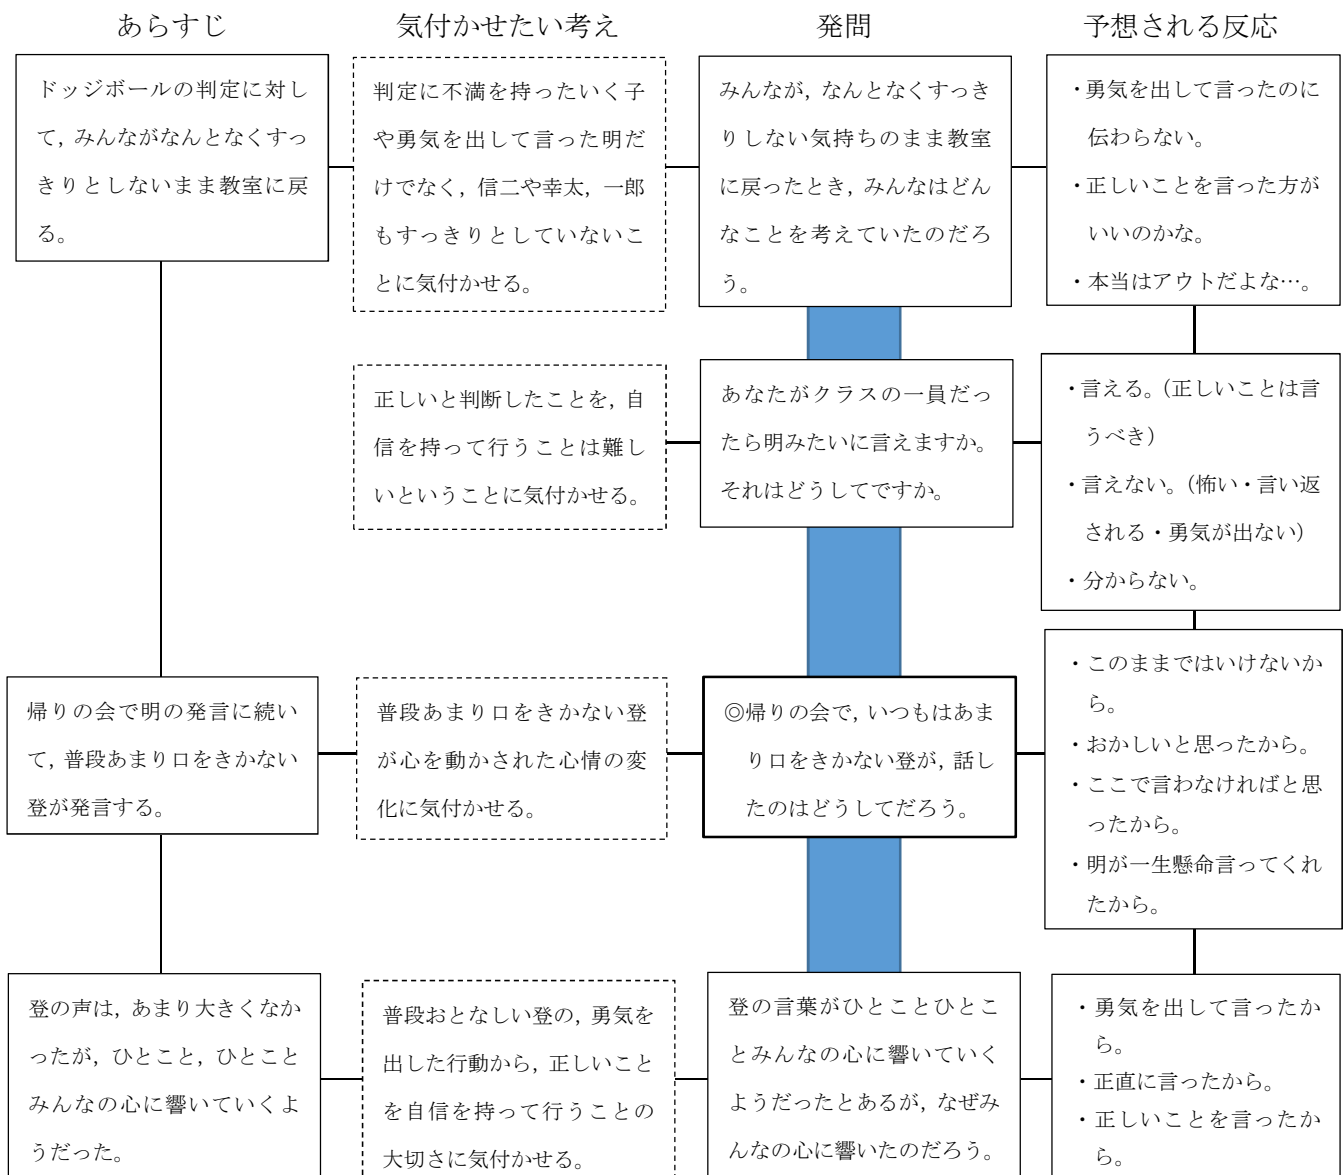 あらすじ
気付かせたい考え
発問
予想される反応
ドッジボールの判定に対し
て，みんながなんとなくすっ
きりとしないまま教室に戻
る。
判定に不満を持ったいく子
や勇気を出して言った明だ
けでなく，信二や幸太，一郎
もすっきりとしていないこ
とに気付かせる。
みんなが，なんとなくすっき
りしない気持ちのまま教室
に戻ったとき，みんなはどん
なことを考えていたのだろ
う。
・勇気を出して言ったのに
伝わらない。
・正しいことを言った方が
いいのかな。
・本当はアウトだよな…。
正しいと判断したことを，自
信を持って行うことは難し
いということに気付かせる。
あなたがクラスの一員だっ
たら明みたいに言えますか。
それはどうしてですか。
・言える。（正しいことは言
うべき）
・言えない。（怖い・言い返
される・勇気が出ない）
・分からない。
帰りの会で明の発言に続い
て，普段あまり口をきかない
登が発言する。
普段あまり口をきかない登
が心を動かされた心情の変
化に気付かせる。
◎帰りの会で，いつもはあま
り口をきかない登が，話し
たのはどうしてだろう。
・このままではいけないか
ら。
・おかしいと思ったから。
・ここで言わなければと思
ったから。
・明が一生懸命言ってくれ
たから。
登の声は，あまり大きくなか
ったが，ひとこと，ひとこと
みんなの心に響いていくよ
うだった。
普段おとなしい登の，勇気を
出した行動から，正しいこと
を自信を持って行うことの
大切さに気付かせる。
登の言葉がひとことひとこ
とみんなの心に響いていく
ようだったとあるが，なぜみ
んなの心に響いたのだろう。
・勇気を出して言ったか
ら。
・正直に言ったから。
・正しいことを言ったか
ら。